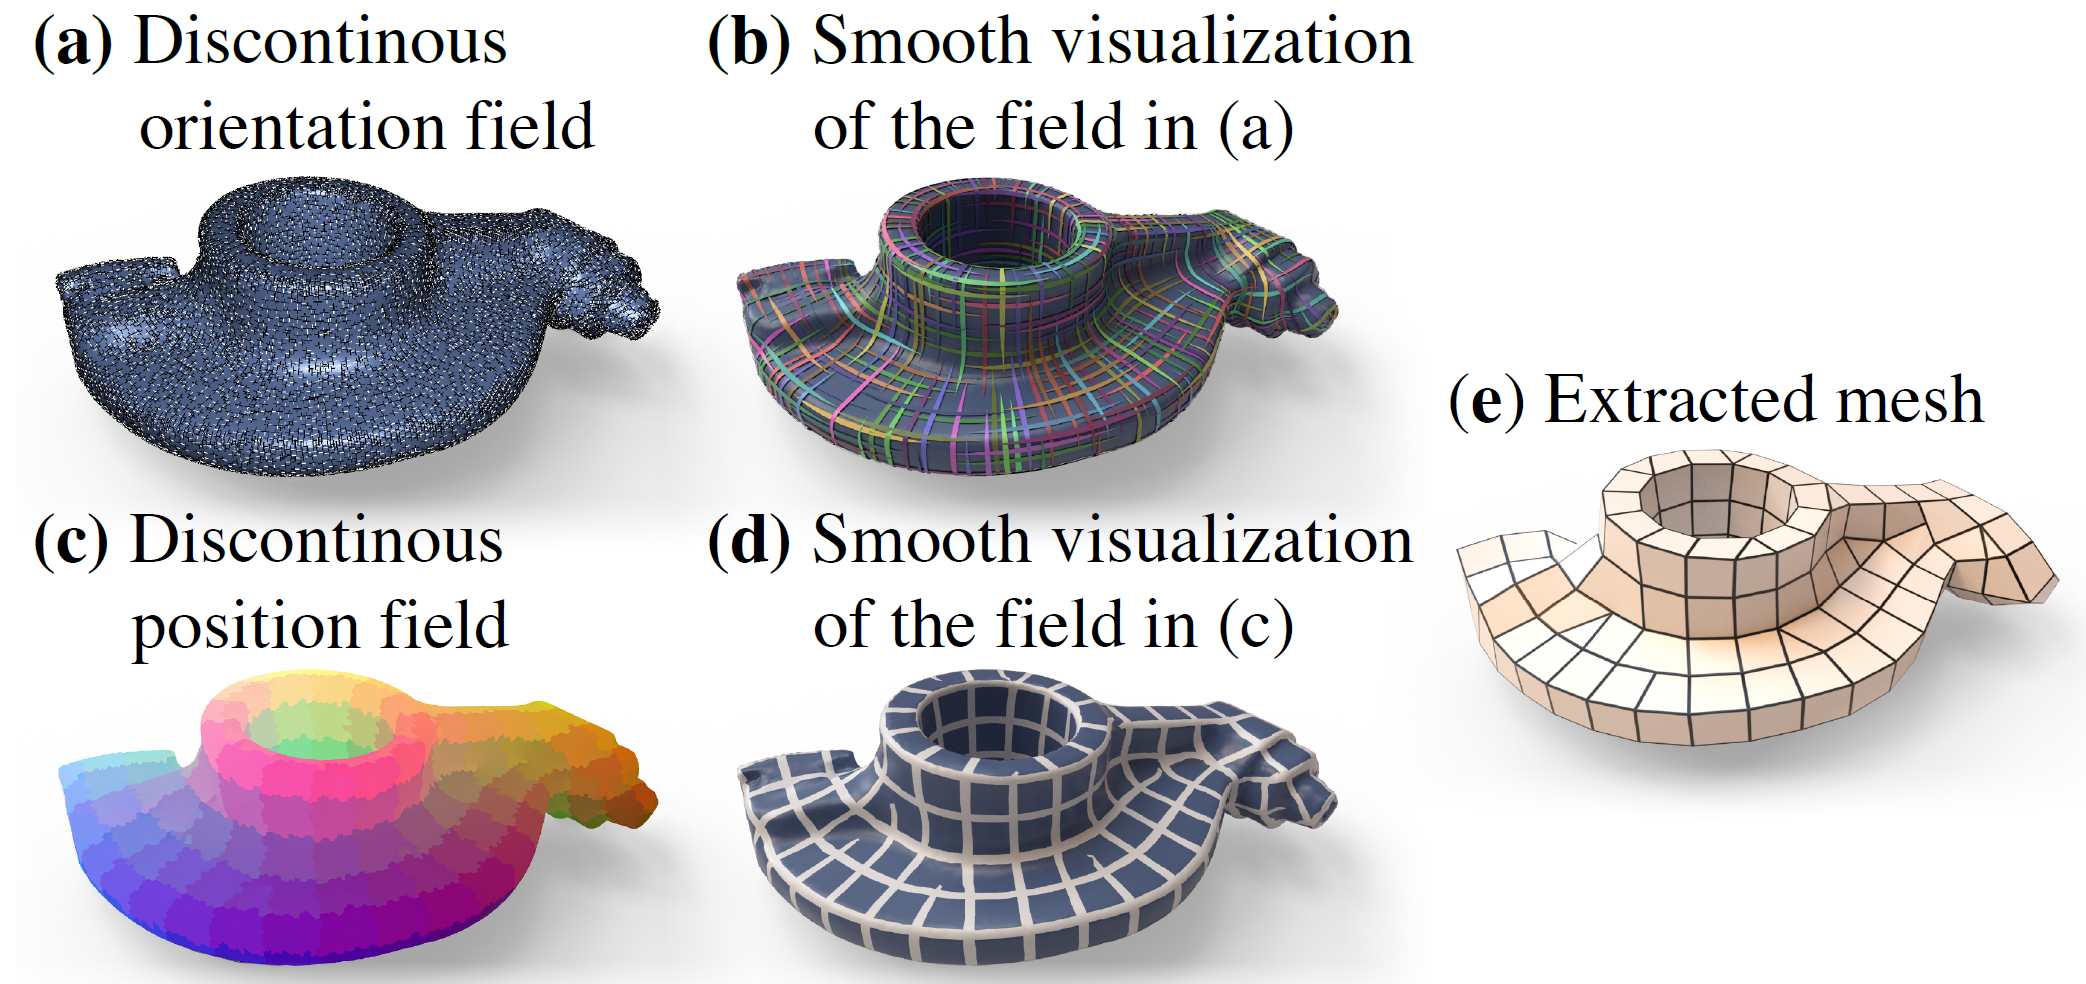 (a) Discontinous
orientation field
(b) Smooth visualization
of the field in (a)
(c) Discontinous
position field
(d) Smooth visualization
of the field in (c)
(e) Extracted mesh